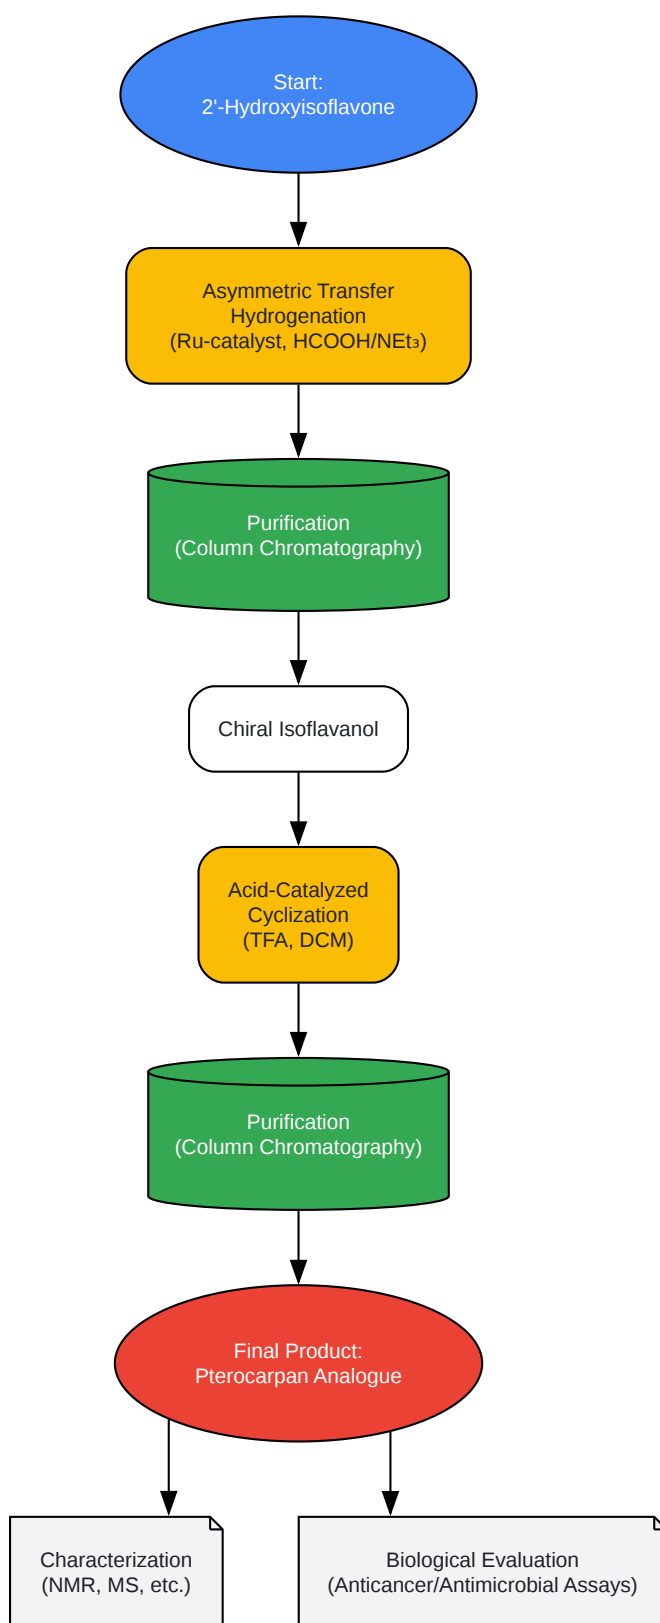 Start:
2'-Hydroxyisoflavone
Asymmetric Transfer
Hydrogenation
(Ru-catalyst, HCOOH/NEt₃)
Purification
(Column Chromatography)
Chiral Isoflavanol
Acid-Catalyzed
Cyclization
(TFA, DCM)
Purification
(Column Chromatography)
Final Product:
Pterocarpan Analogue
Characterization
(NMR, MS, etc.)
Biological Evaluation
(Anticancer/Antimicrobial Assays)